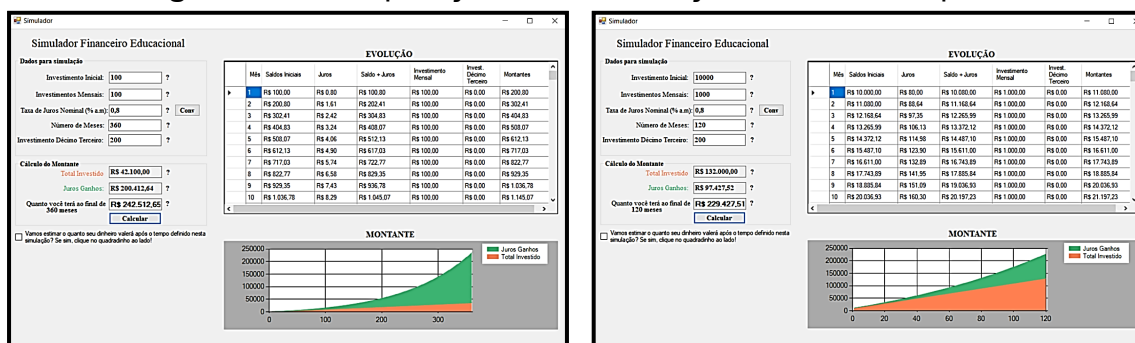 Simulador
Simulador Financeiro Educacional
Dados para simulação
Investimento Inicial: 100 ?
Investimentos Mensais: 100 ?
Taxa de Juros Nominal (% a.m): 0,8 ? Conv
Número de Meses: 360 ?
Investimento Décimo Terceiro: 200 ?
Cálculo do Montante
Total Investido R$ 42.100,00 ?
Juros Ganhos: R$ 200.412,64 ?
Quanto você terá ao final de 360 meses R$ 242.512,65 ?
Calcular
Vamos estimar o quanto seu dinheiro valerá após o tempo definido nesta
simulação? Se sim, clique no quadradinho ao lado!
EVOLUÇÃO
Mês Saldos Iniciais Juros Saldo + Juros Investimento Mensal Invest. Décimo Terceiro Montantes
1 R$ 100,00 R$ 0,80 R$ 100,80 R$ 100,00 R$ 0,00 R$ 200,80
2 R$ 200,80 R$ 1,61 R$ 202,41 R$ 100,00 R$ 0,00 R$ 302,41
3 R$ 302,41 R$ 2,42 R$ 304,83 R$ 100,00 R$ 0,00 R$ 404,83
4 R$ 404,83 R$ 3,24 R$ 408,07 R$ 100,00 R$ 0,00 R$ 508,07
5 R$ 508,07 R$ 4,06 R$ 512,13 R$ 100,00 R$ 0,00 R$ 612,13
6 R$ 612,13 R$ 4,90 R$ 617,03 R$ 100,00 R$ 0,00 R$ 717,03
7 R$ 717,03 R$ 5,74 R$ 722,77 R$ 100,00 R$ 0,00 R$ 822,77
8 R$ 822,77 R$ 6,58 R$ 829,35 R$ 100,00 R$ 0,00 R$ 929,35
9 R$ 929,35 R$ 7,43 R$ 936,78 R$ 100,00 R$ 0,00 R$ 1.036,78
10 R$ 1.036,78 R$ 8,29 R$ 1.045,07 R$ 100,00 R$ 0,00 R$ 1.145,07
MONTANTE
Juros Ganhos
Total Investido
250000
200000
150000
100000
50000
0
0 100 200 300
Simulador
Simulador Financeiro Educacional
Dados para simulação
Investimento Inicial: 10000 ?
Investimentos Mensais: 1000 ?
Taxa de Juros Nominal (% a.m): 0,8 ? Conv
Número de Meses: 120 ?
Investimento Décimo Terceiro: 200 ?
Cálculo do Montante
Total Investido R$ 132.000,00 ?
Juros Ganhos: R$ 97.427,52 ?
Quanto você terá ao final de 120 meses R$ 229.427,51 ?
Calcular
Vamos estimar o quanto seu dinheiro valerá após o tempo definido nesta
simulação? Se sim, clique no quadradinho ao lado!
EVOLUÇÃO
Mês Saldos Iniciais Juros Saldo + Juros Investimento Mensal Invest. Décimo Terceiro Montantes
1 R$ 10.000,00 R$ 80,00 R$ 10.080,00 R$ 1.000,00 R$ 0,00 R$ 11.080,00
2 R$ 11.080,00 R$ 88,64 R$ 11.168,64 R$ 1.000,00 R$ 0,00 R$ 12.168,64
3 R$ 12.168,64 R$ 97,35 R$ 12.265,99 R$ 1.000,00 R$ 0,00 R$ 13.265,99
4 R$ 13.265,99 R$ 106,13 R$ 13.372,12 R$ 1.000,00 R$ 0,00 R$ 14.372,12
5 R$ 14.372,12 R$ 114,98 R$ 14.487,10 R$ 1.000,00 R$ 0,00 R$ 15.487,10
6 R$ 15.487,10 R$ 123,90 R$ 15.611,00 R$ 1.000,00 R$ 0,00 R$ 16.611,00
7 R$ 16.611,00 R$ 132,89 R$ 16.743,89 R$ 1.000,00 R$ 0,00 R$ 17.743,89
8 R$ 17.743,89 R$ 141,95 R$ 17.885,84 R$ 1.000,00 R$ 0,00 R$ 18.885,84
9 R$ 18.885,84 R$ 151,09 R$ 19.036,93 R$ 1.000,00 R$ 0,00 R$ 20.036,93
10 R$ 20.036,93 R$ 160,30 R$ 20.197,23 R$ 1.000,00 R$ 0,00 R$ 21.197,23
MONTANTE
Juros Ganhos
Total Investido
250000
200000
150000
100000
50000
0
0 20 40 60 80 100 120